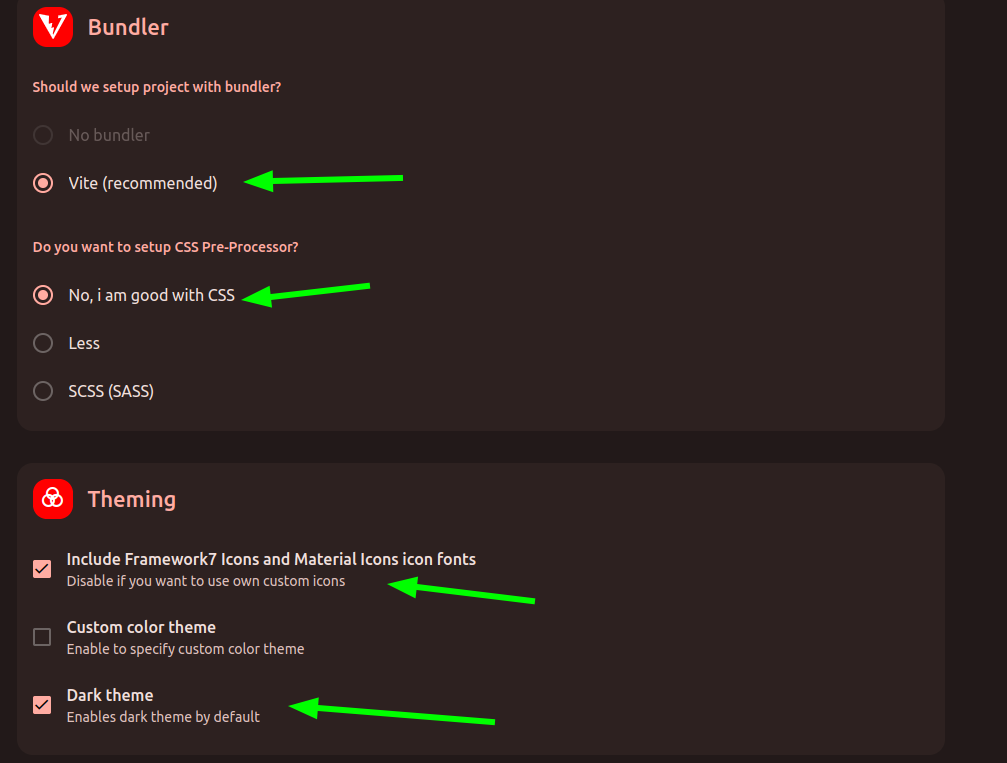 Bundler
Should we setup project with bundler?
No bundler
Vite (recommended)
Do you want to setup CSS Pre-Processor?
No, i am good with CSS
Less
SCSS (SASS)
Theming
Include Framework7 Icons and Material Icons icon fonts
Disable if you want to use own custom icons
Custom color theme
Enable to specify custom color theme
Dark theme
Enables dark theme by default